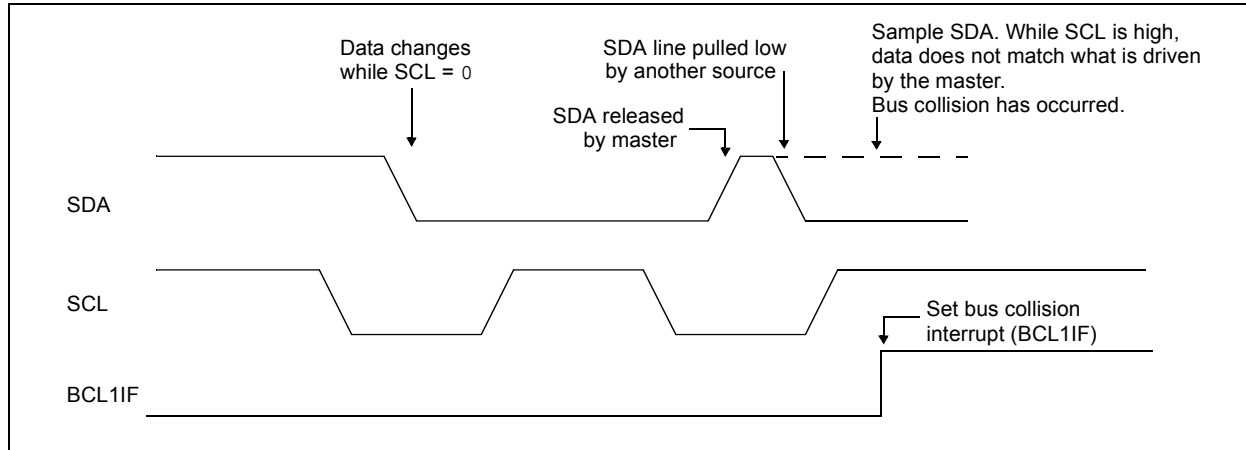 Data changes
while SCL = 0
SDA line pulled low
by another source
Sample SDA. While SCL is high,
data does not match what is driven
by the master.
Bus collision has occurred.
SDA released
by master
SDA
SCL
Set bus collision
interrupt (BCL1IF)
BCL1IF